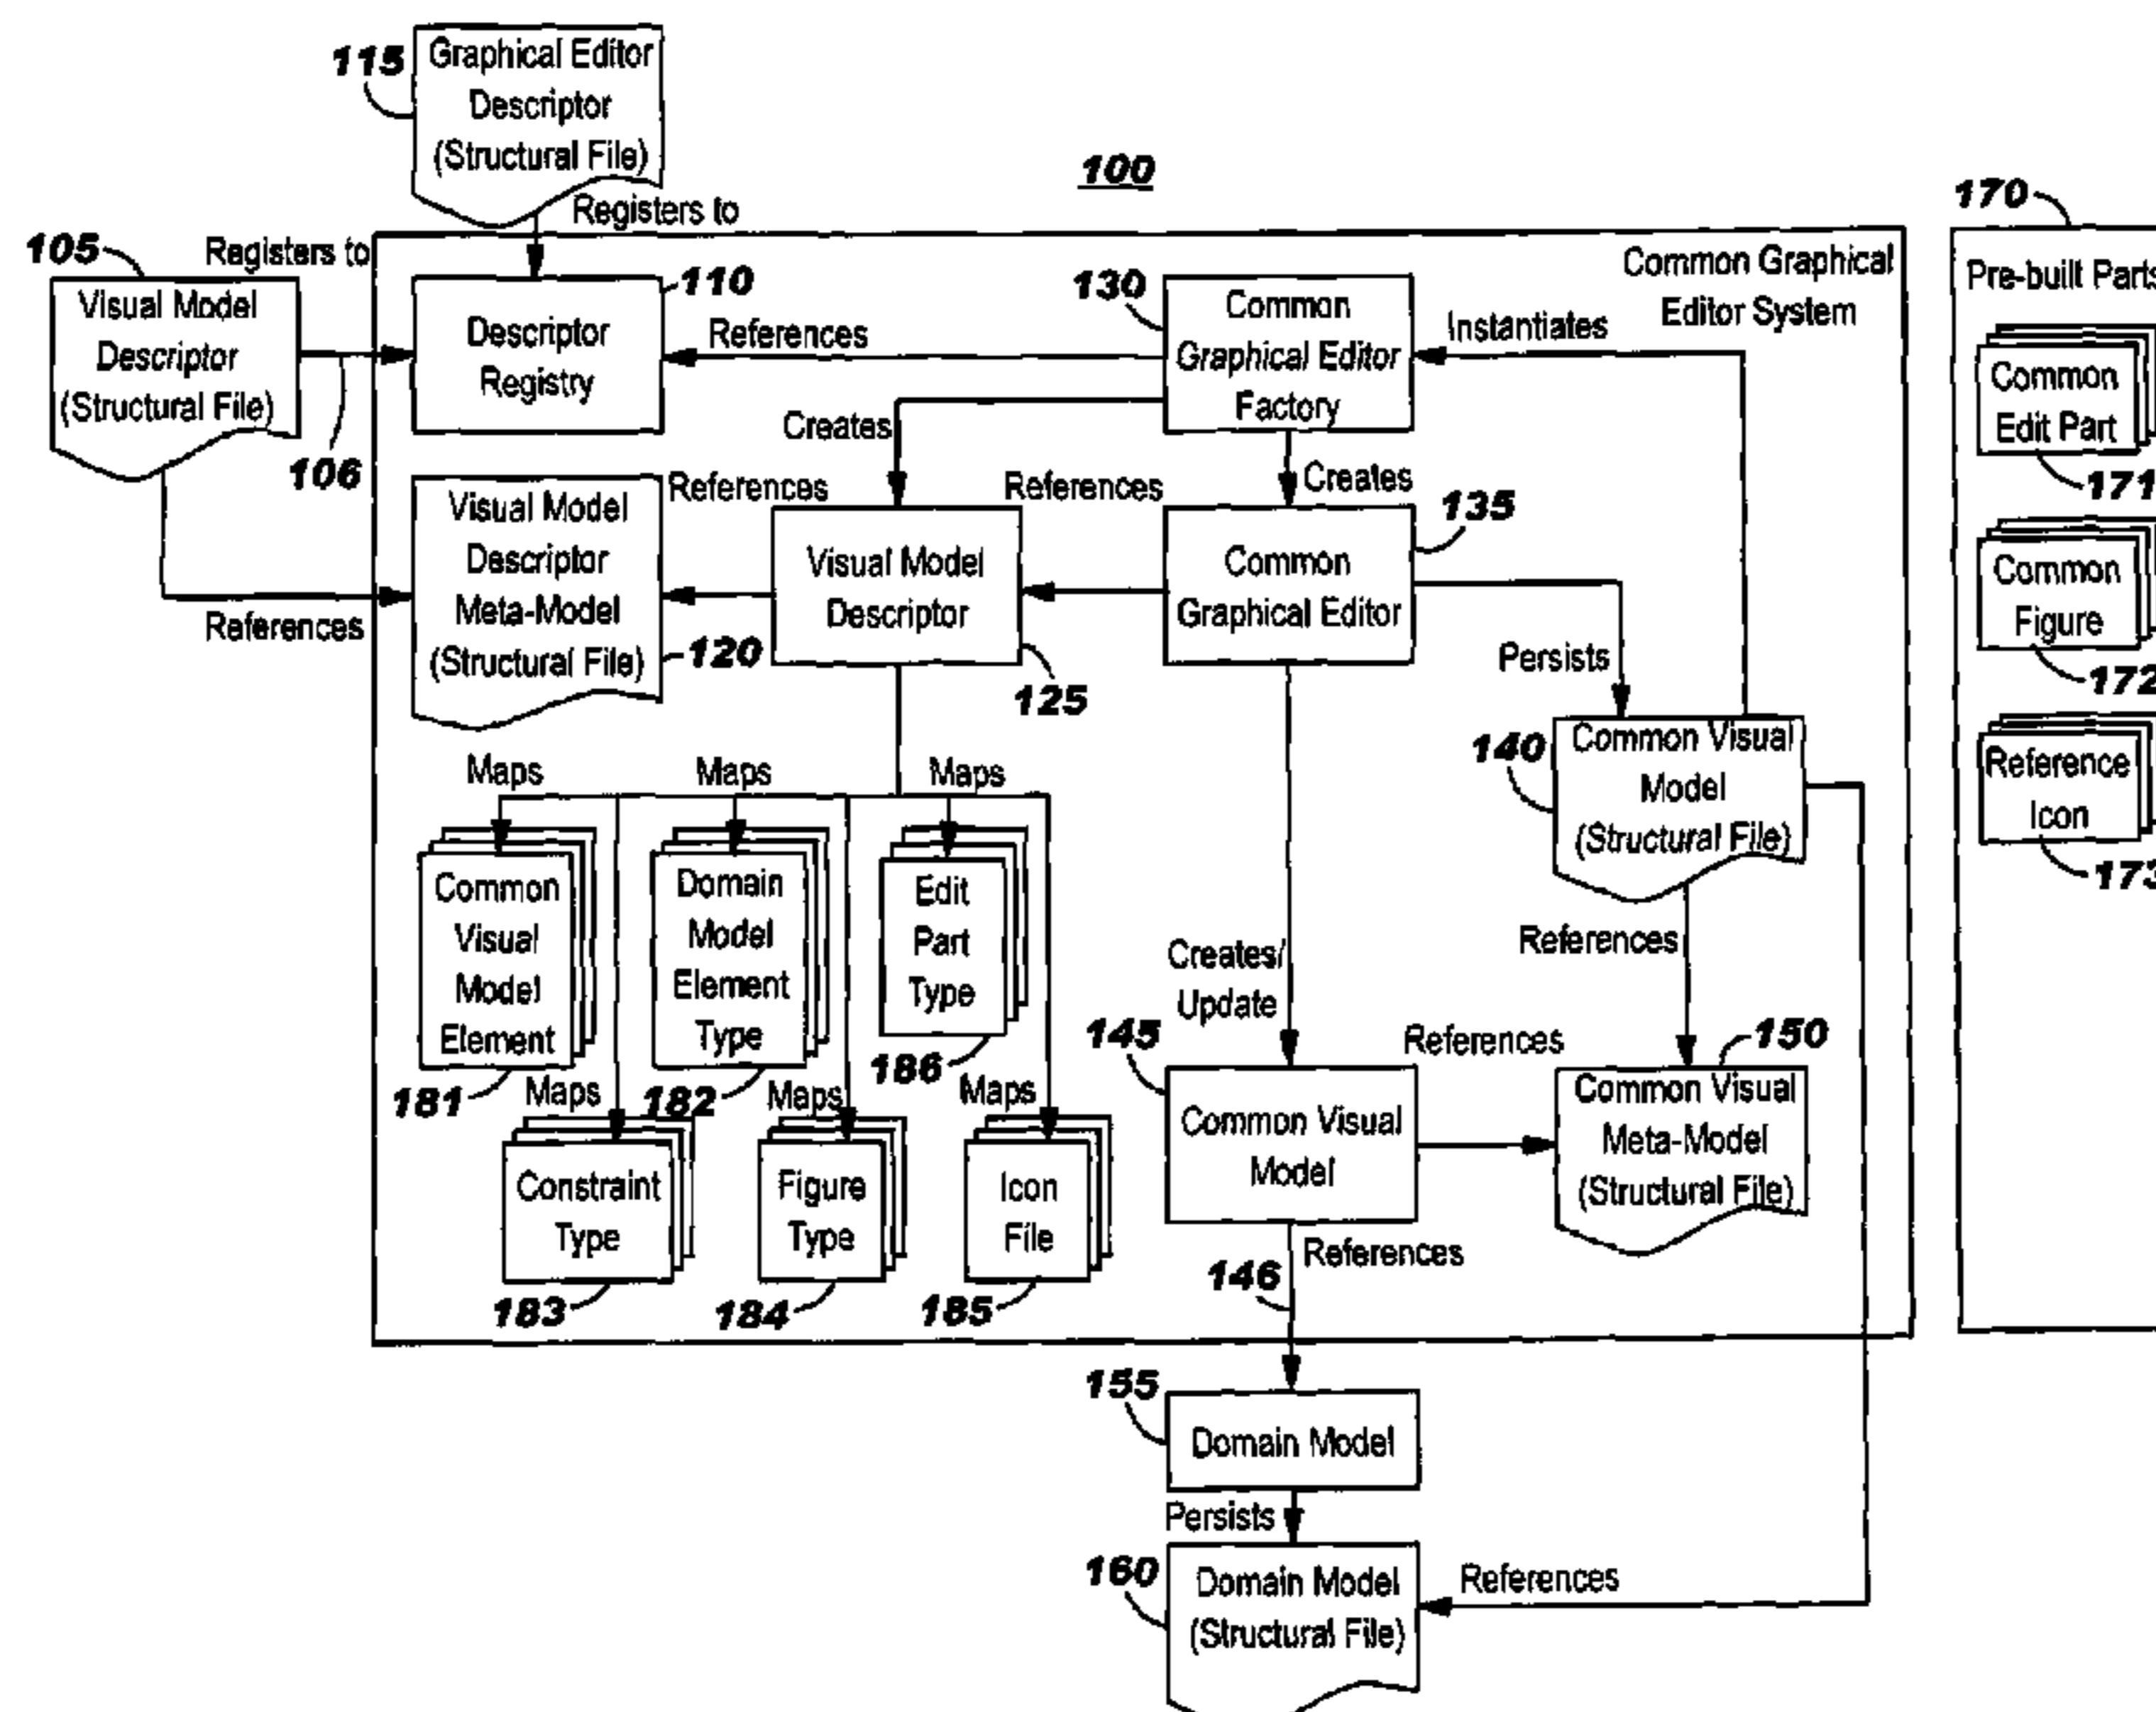 115
Graphical Editor
Descriptor
(Structural File)
Registers to
100
170
105
Registers to
Visual Model
Descriptor
(Structural File)
106
References
Common Graphical
Editor System
110
Descriptor
Registry
References
130
Common
Graphical Editor
Factory
Instantiates
Creates
Creates
Visual Model
Descriptor
Meta-Model
(Structural File)
120
References
Visual Model
Descriptor
125
References
Common
Graphical Editor
135
Persists
140
Common Visual
Model
(Structural File)
Maps
Maps
Maps
Common
Visual
Model
Element
181
Domain
Model
Element
Type
182
Edit
Part
Type
186
Maps
Maps
Maps
Constraint
Type
183
Figure
Type
184
Icon
File
185
Creates/
Update
References
145
Common Visual
Model
References
150
Common Visual
Meta-Model
(Structural File)
146
References
155
Domain Model
Persists
160
Domain Model
(Structural File)
References
Pre-built Parts
Common
Edit Part
171
Common
Figure
172
Reference
Icon
173